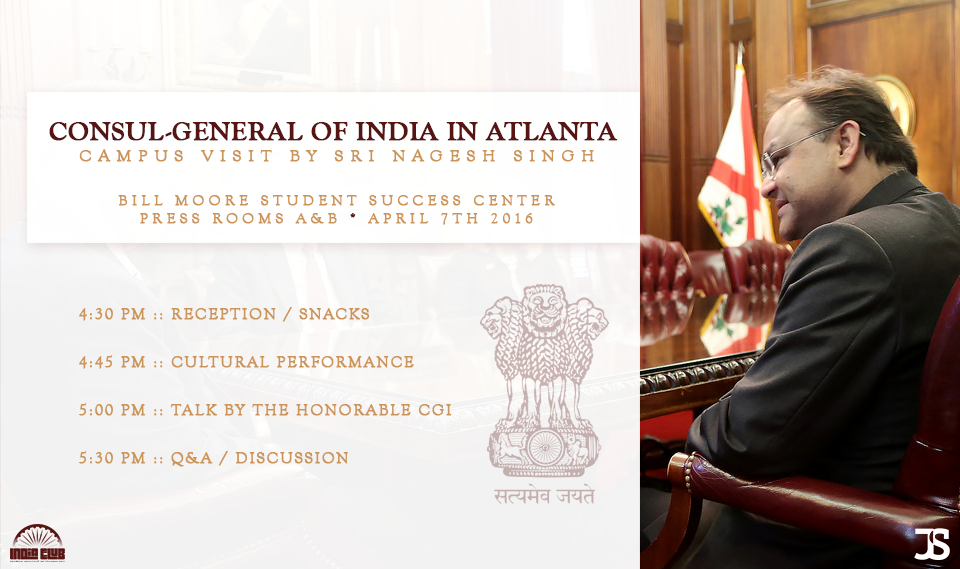 CONSUL-GENERAL OF INDIA IN ATLANTA
CAMPUS VISIT BY SRI NAGESH SINGH
BILL MOORE STUDENT SUCCESS CENTER
PRESS ROOMS A&B * APRIL 7TH 2016
4:30 PM :: RECEPTION / SNACKS
4:45 PM :: CULTURAL PERFORMANCE
5:00 PM :: TALK BY THE HONORABLE CGI
5:30 PM :: Q&A / DISCUSSION
सत्यमेव जयते
INDIA CLUB
JS